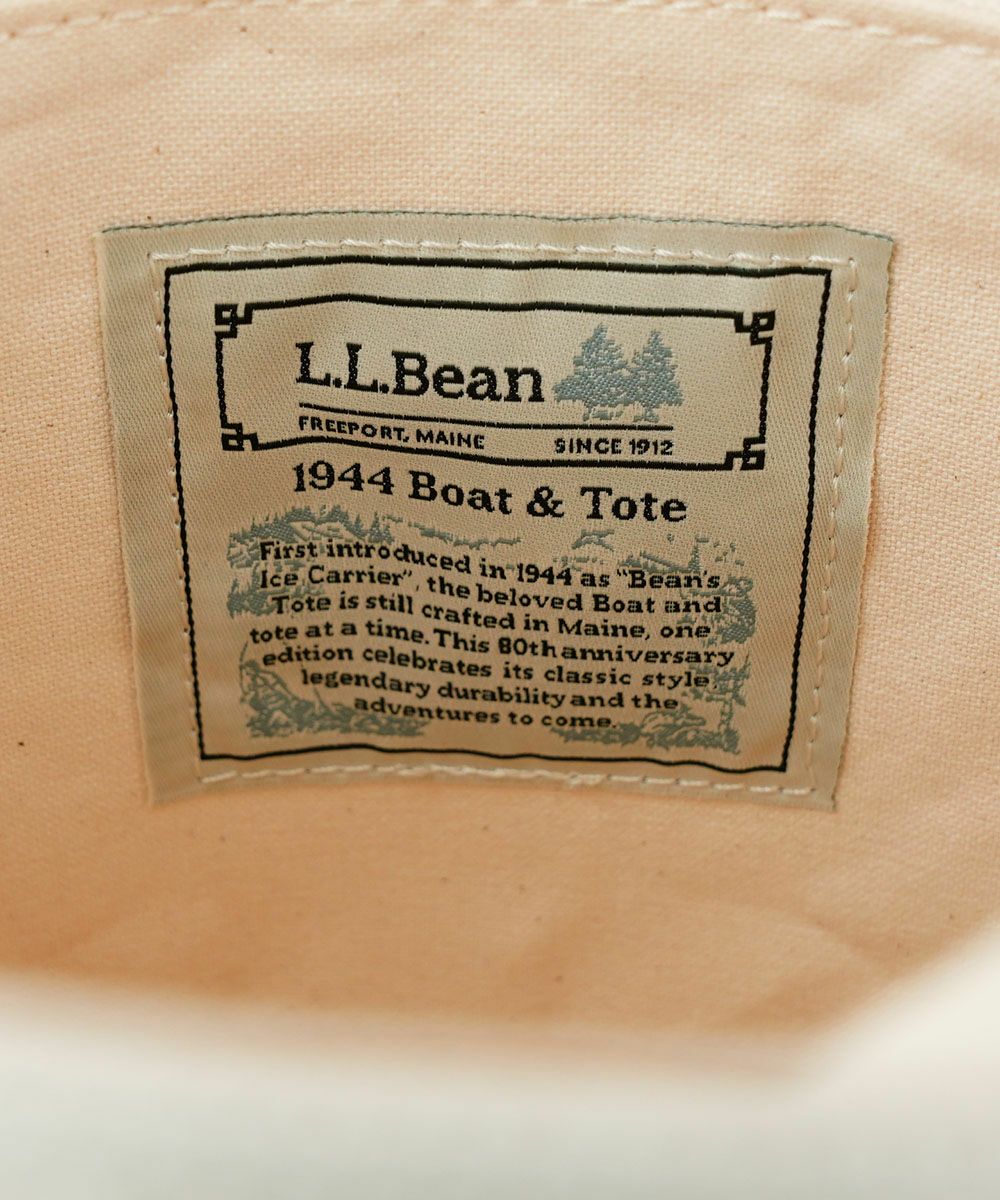 L.L.Bean
FREEPORT, MAINE SINCE 1912
1944 Boat & Tote
First introduced in 1944 as "Bean's
Ice Carrier", the beloved Boat and
Tote is still crafted in Maine, one
tote at a time. This 80th anniversary
edition celebrates its classic style
legendary durability and the
adventures to come.